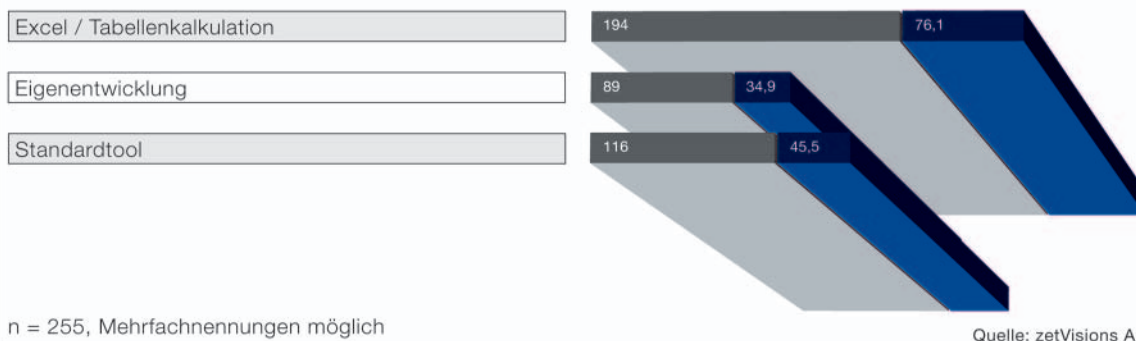 Excel / Tabellenkalkulation 194 76,1
Eigenentwicklung 89 34,9
Standardtool 116 45,5
n = 255, Mehrfachnennungen möglich
Quelle: zetVisions A